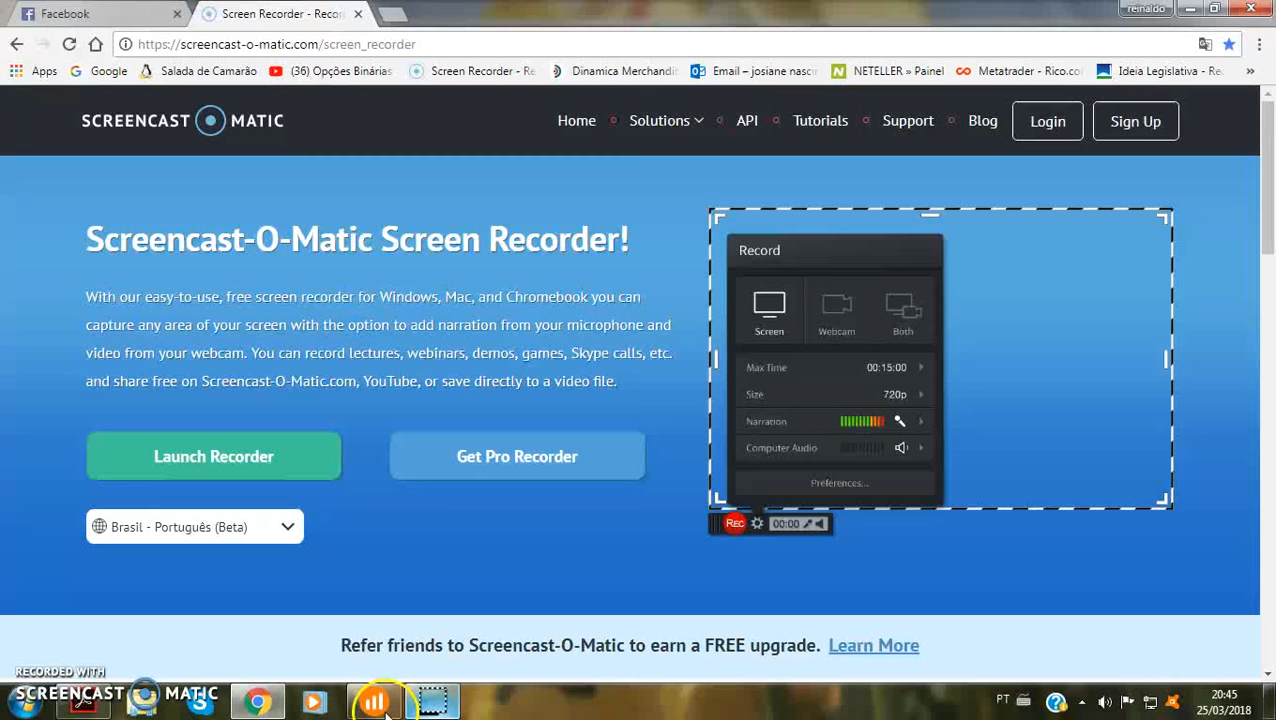 Facebook
Screen Recorder - Reco
reinaldo
https://screencast-o-matic.com/screen_recorder
Apps
Google
Salada de Camarão
(36) Opções Binárias
Screen Recorder - Re
Dinamica Merchandis
Email – josiane nasci
NETELLER » Painel
Metatrader - Rico.co
Ideia Legislativa - Re
»
SCREENCAST MATIC
Home
Solutions
API
Tutorials
Support
Blog
Login
Sign Up
Screencast-O-Matic Screen Recorder!
With our easy-to-use, free screen recorder for Windows, Mac, and Chromebook you can
capture any area of your screen with the option to add narration from your microphone and
video from your webcam. You can record lectures, webinars, demos, games, Skype calls, etc.
and share free on Screencast-O-Matic.com, YouTube, or save directly to a video file.
Launch Recorder
Get Pro Recorder
Brasil - Português (Beta)
Record
Screen
Webcam
Both
Max Time 00:15:00
Size 720p
Narration
Computer Audio
Preferences...
REC
00:00
Refer friends to Screencast-O-Matic to earn a FREE upgrade. Learn More
RECORDED WITH
SCREENCAST MATIC
PT
20:45
25/03/2018